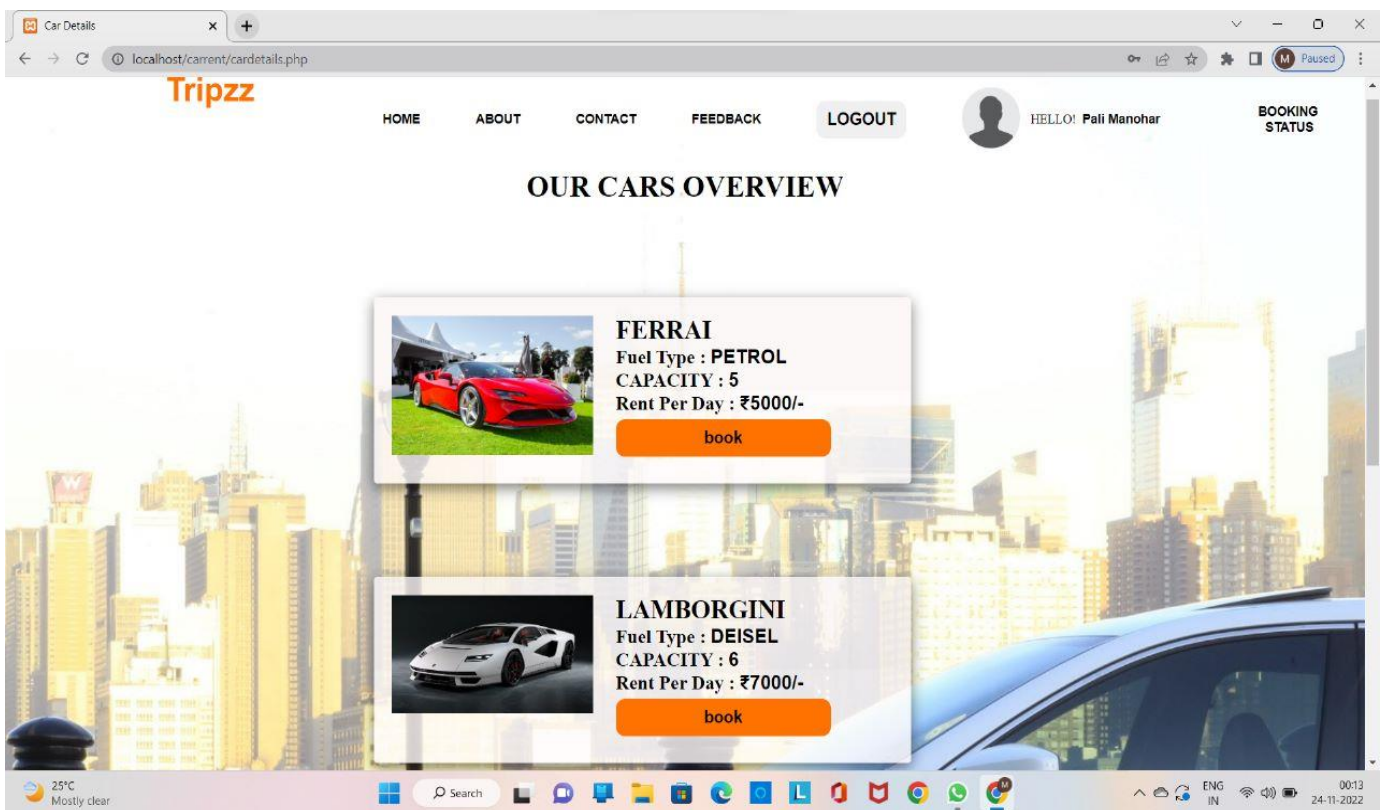 Car Details
localhost/carrent/cardetails.php
M Paused
Tripzz
HOME ABOUT CONTACT FEEDBACK LOGOUT HELLO! Pali Manohar BOOKING
STATUS
OUR CARS OVERVIEW
FERRAI
Fuel Type : PETROL
CAPACITY : 5
Rent Per Day : ₹5000/-
book
W
LAMBORGINI
Fuel Type : DEISEL
CAPACITY : 6
Rent Per Day : ₹7000/-
book
25°C
Mostly clear
Search
L
M
ENG
IN
00:13
24-11-2022